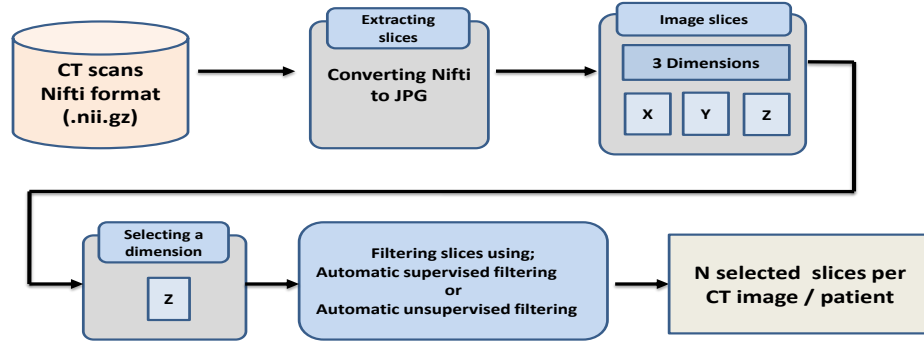 CT scans
Nifti format
(.nii.gz)
Extracting
slices
Converting Nifti
to JPG
Image slices
3 Dimensions
X Y Z
Selecting a
dimension
Z
Filtering slices using;
Automatic supervised filtering
or
Automatic unsupervised filtering
N selected slices per
CT image / patient